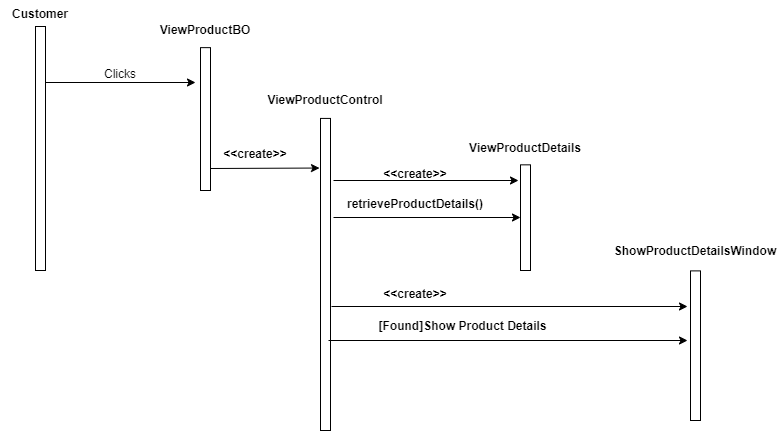 Customer
ViewProductBO
Clicks
ViewProductControl
<<create>>
ViewProductDetails
<<create>>
retrieveProductDetails()
ShowProductDetailsWindow
<<create>>
[Found]Show Product Details